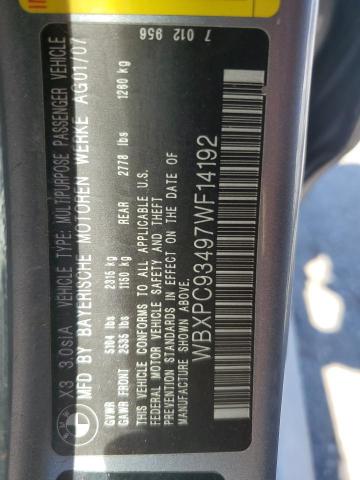 X3 3.0siA VEHICLE TYPE: MULTIPURPOSE PASSENGER VEHICLE
MFD BY BAYERISCHE MOTOREN WERKE AG 01/07
GVWR 5104 lbs 2315 kg
GAWR FRONT 2535 lbs 1150 kg REAR 2778 lbs 1260 kg
THIS VEHICLE CONFORMS TO ALL APPLICABLE U.S.
FEDERAL MOTOR VEHICLE SAFETY AND THEFT
PREVENTION STANDARDS IN EFFECT ON THE DATE OF
MANUFACTURE SHOWN ABOVE.
WBXPC93497WF14192
7 012 956